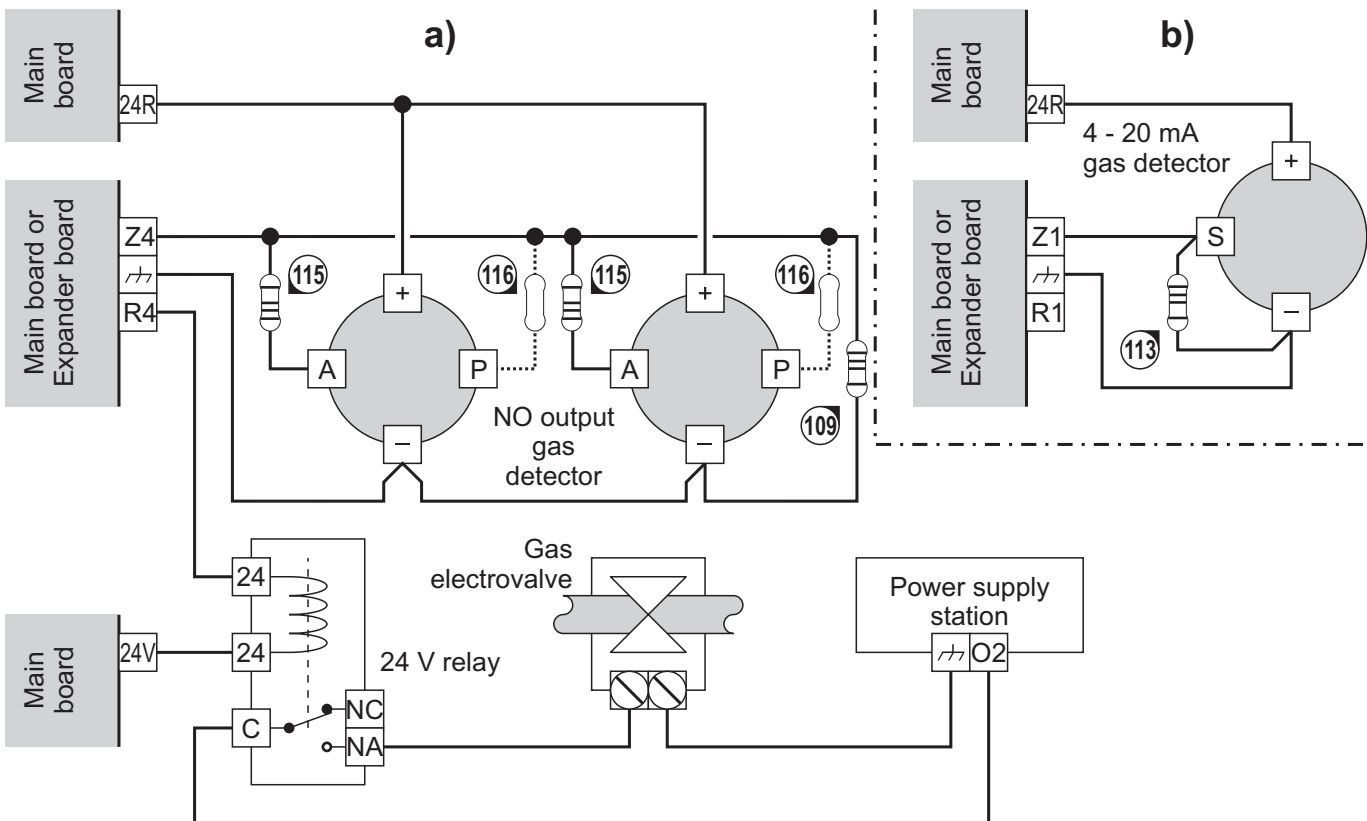 a)
Main
board
24R
Main board or
Expander board
Z4
R4
115
+
A
P
–
116
115
+
A
P
–
116
109
NO output
gas
detector
b)
Main
board
24R
4 - 20 mA
gas detector
Main board or
Expander board
Z1
R1
+
S
–
113
Main
board
24V
24
24
C
NC
NA
24 V relay
Gas
electrovalve
Power supply
station
O2